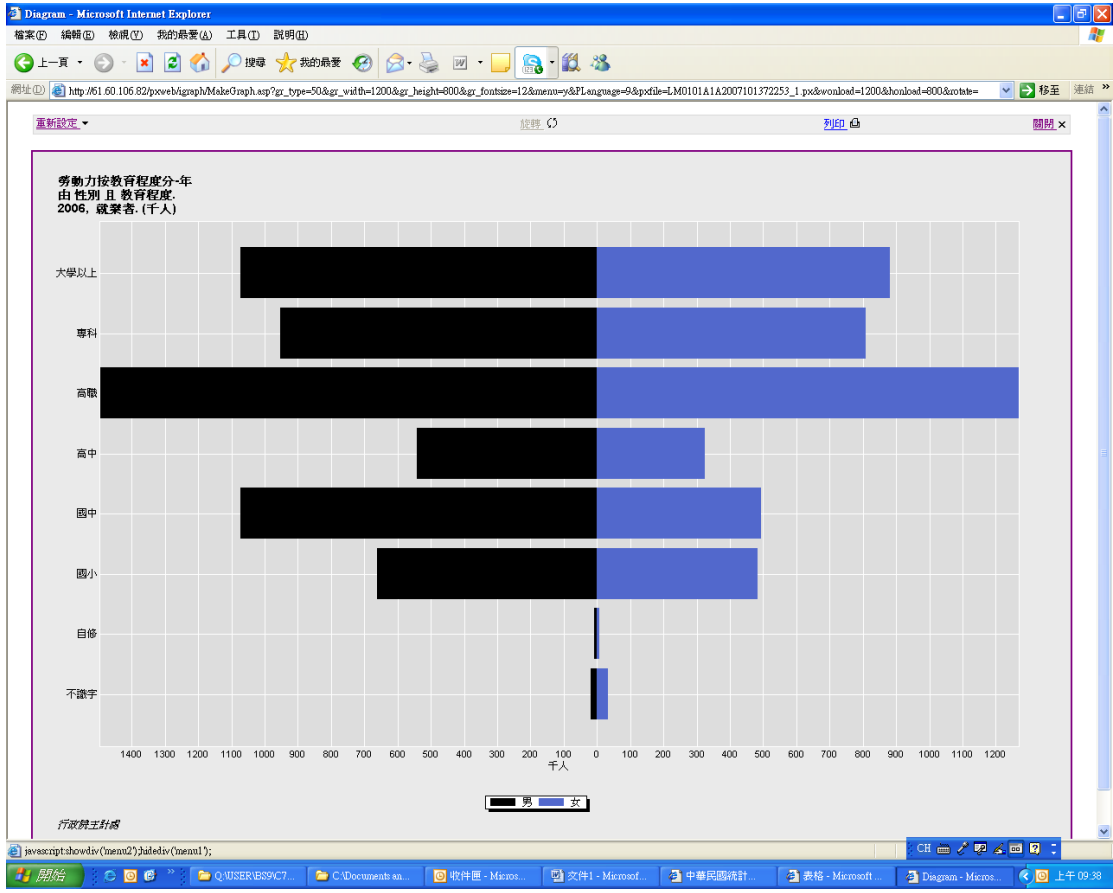 Diagram - Microsoft Internet Explorer
檔案(F) 編輯(E) 檢視(V) 我的最愛(A) 工具(T) 說明(H)
上一頁 搜尋 我的最愛
網址(D) http://61.60.106.82/pxweb/igraph/MakeGraph.asp?gr_type=50&gr_width=1200&gr_height=800&gr_fontsize=12&menu=y&PLanguage=9&pxfile=LM0101A1A2007101372253_1.px&wonload=1200&honload=800&rotate= 移至 連結 »
重新設定 旋轉 列印 關閉 ×
勞動力按教育程度分-年
由 性別 且 教育程度.
2006, 就業者. (千人)
大學以上
專科
高職
高中
國中
國小
自修
不識字
1400 1300 1200 1100 1000 900 800 700 600 500 400 300 200 100 0 100 200 300 400 500 600 700 800 900 1000 1100 1200
千人
男 女
行政院主計處
javascript:showdiv('menu2');hidediv('menu1');
CH
開始 Q:\USER\BS9\C7... C:\Documents an... 收件匣 - Micros... 文件1 - Microsof... 中華民國統計... 表格 - Microsoft ... Diagram - Micros... 上午 09:38